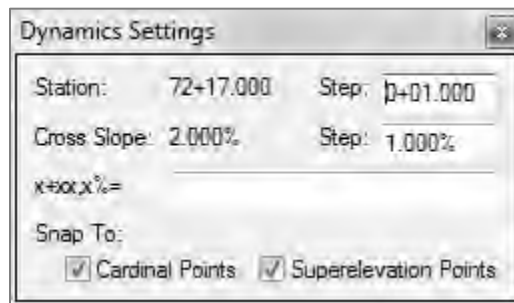 Dynamics Settings
Station: 72+17.000 Step: 0+01.000
Cross Slope: 2.000% Step: 1.000%
x+xx,x%=
Snap To:
Cardinal Points Superelevation Points